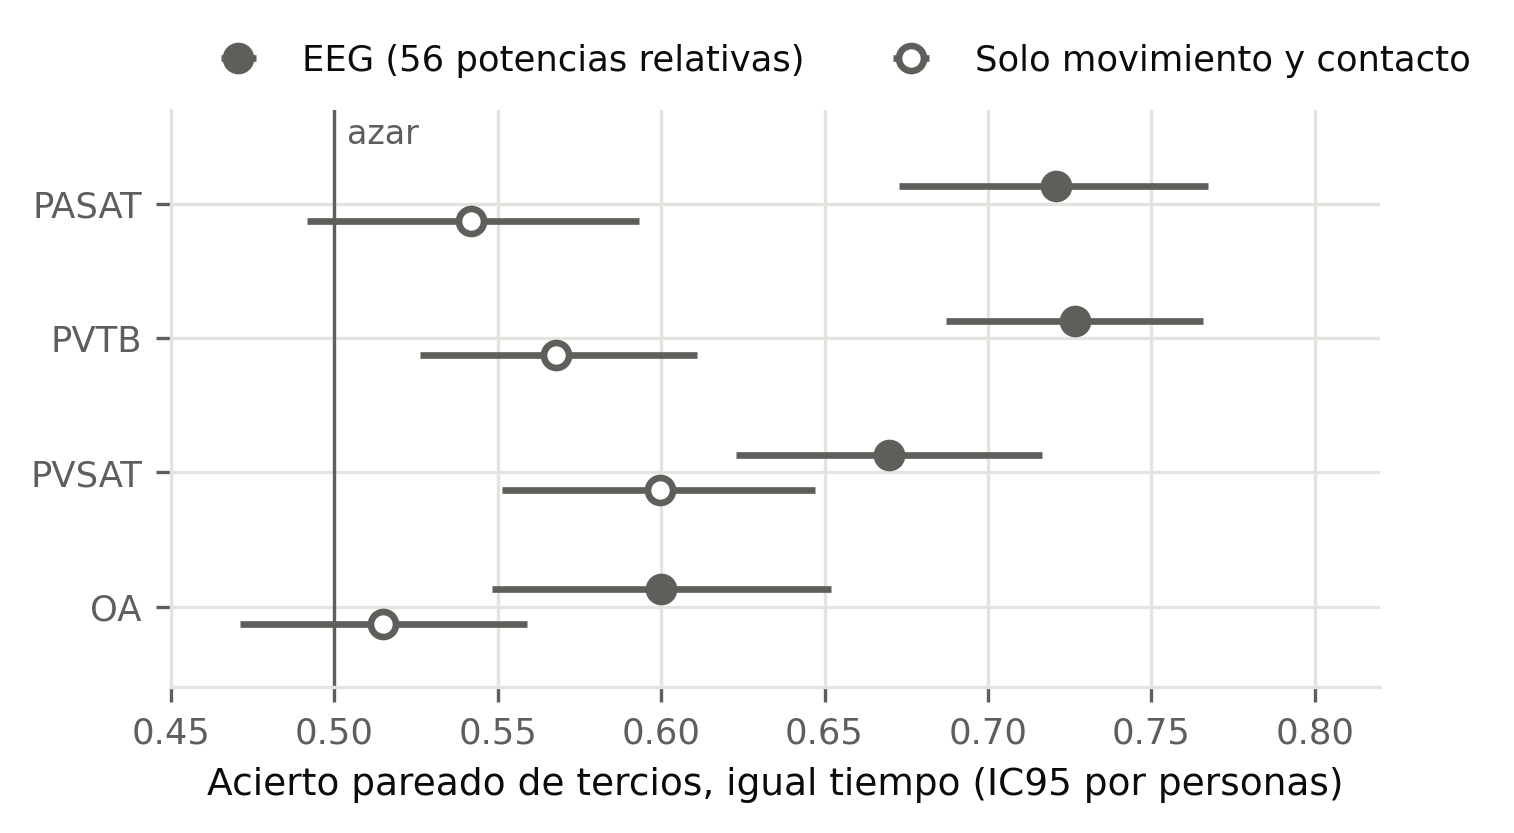 EEG (56 potencias relativas) Solo movimiento y contacto
azar
PASAT
PVTB
PVSAT
OA
0.45 0.50 0.55 0.60 0.65 0.70 0.75 0.80
Acierto pareado de tercios, igual tiempo (IC95 por personas)